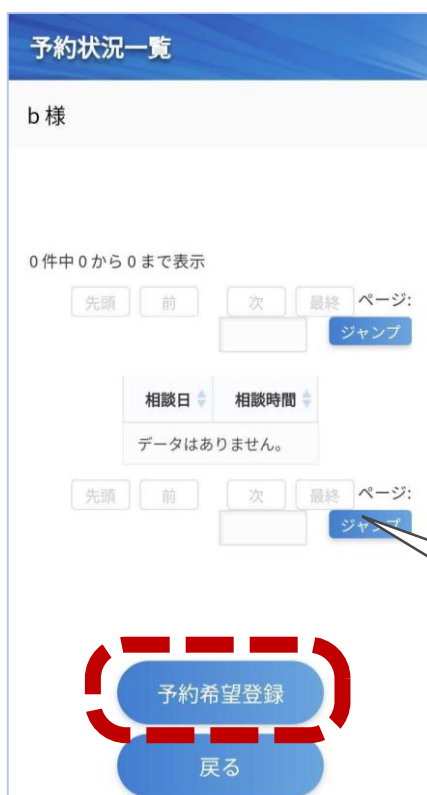 予約状況一覧
b 様
0 件中 0 から 0 まで表示
先頭 前 次 最終 ページ:
ジャンプ
相談日 相談時間
データはありません。
先頭 前 次 最終 ページ:
ジャンプ
予約希望登録
戻る